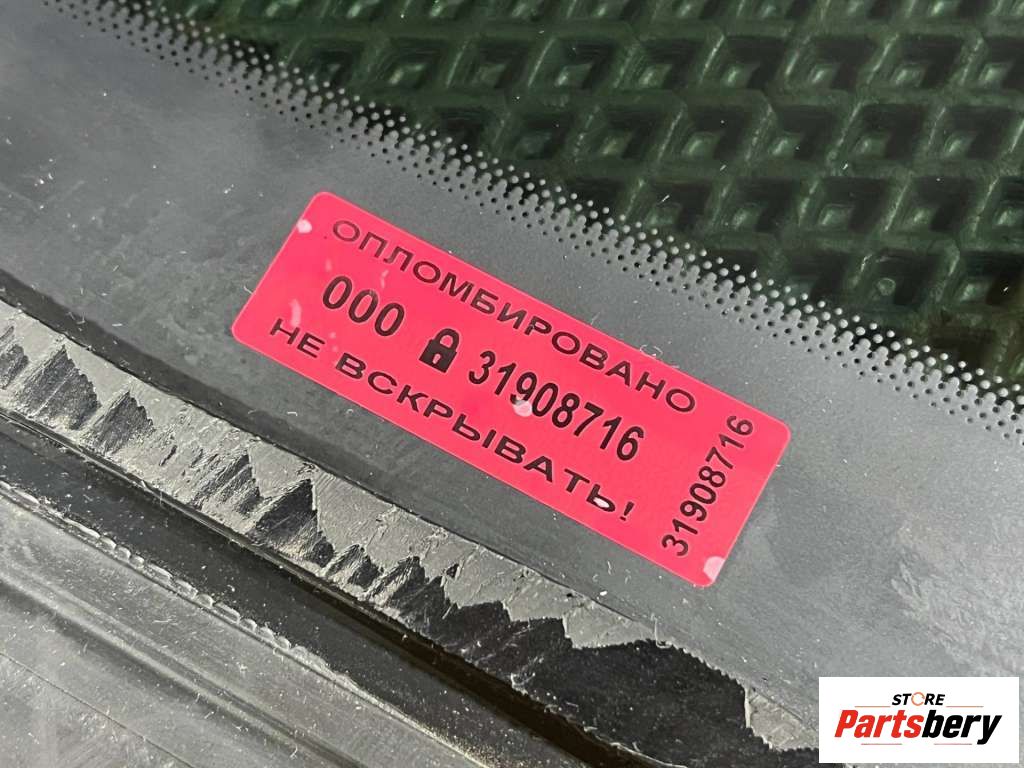 ОПЛОМБИРОВАНО
000 31908716
НЕ ВСКРЫВАТЬ!
31908716
STORE
Partsbery